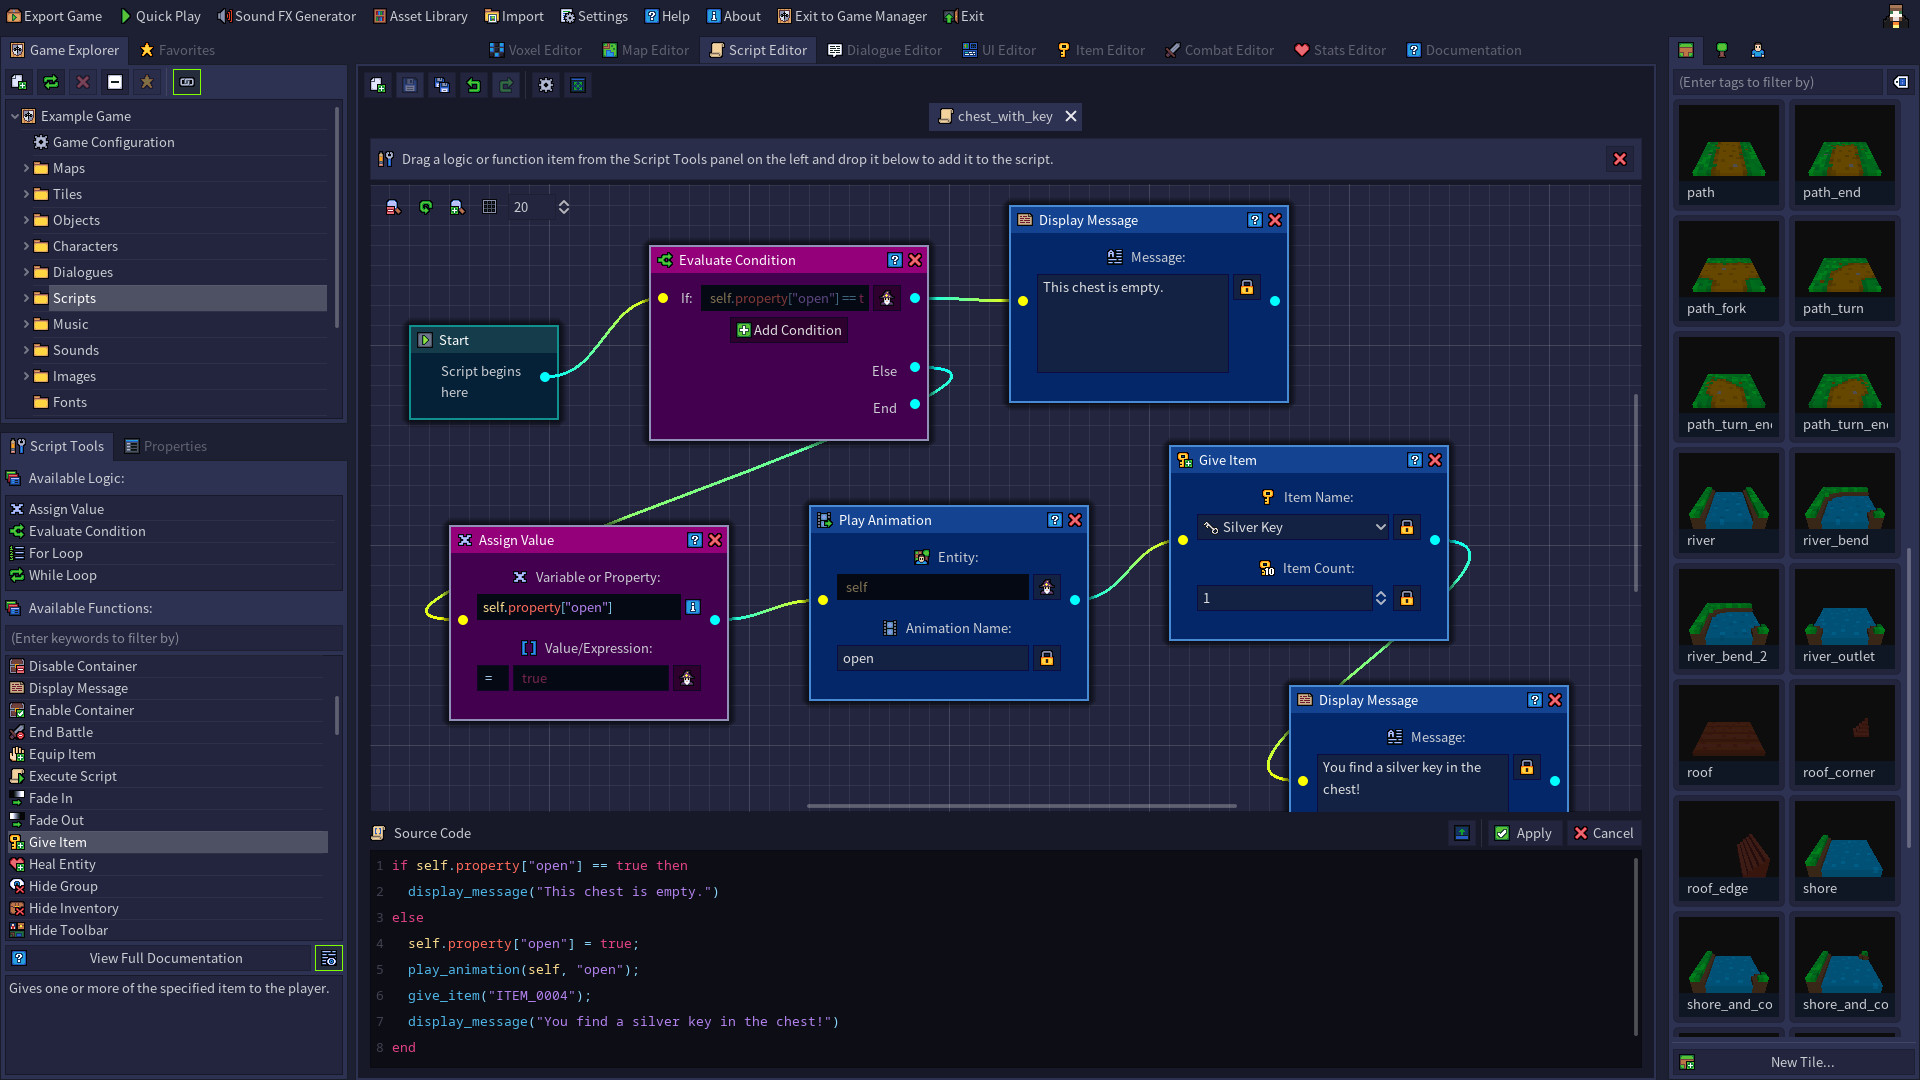 Export Game
Quick Play
Sound FX Generator
Asset Library
Import
Settings
Help
About
Exit to Game Manager
Exit
Game Explorer
Favorites
Voxel Editor
Map Editor
Script Editor
Dialogue Editor
UI Editor
Item Editor
Combat Editor
Stats Editor
Documentation
Example Game
Game Configuration
Maps
Tiles
Objects
Characters
Dialogues
Scripts
Music
Sounds
Images
Fonts
Script Tools
Properties
Available Logic:
Assign Value
Evaluate Condition
For Loop
While Loop
Available Functions:
(Enter keywords to filter by)
Disable Container
Display Message
Enable Container
End Battle
Equip Item
Execute Script
Fade In
Fade Out
Give Item
Heal Entity
Hide Group
Hide Inventory
Hide Toolbar
View Full Documentation
Gives one or more of the specified item to the player.
chest_with_key
Drag a logic or function item from the Script Tools panel on the left and drop it below to add it to the script.
20
Start
Script begins
here
Evaluate Condition
If:
self.property["open"] == t
Add Condition
Else
End
Display Message
Message:
This chest is empty.
Assign Value
Variable or Property:
self.property["open"]
Value/Expression:
=
true
Play Animation
Entity:
self
Animation Name:
open
Give Item
Item Name:
Silver Key
Item Count:
1
Display Message
Message:
You find a silver key in the
chest!
Source Code
Apply
Cancel
1 if self.property["open"] == true then
2 display_message("This chest is empty.")
3 else
4 self.property["open"] = true;
5 play_animation(self, "open");
6 give_item("ITEM_0004");
7 display_message("You find a silver key in the chest!")
8 end
(Enter tags to filter by)
path
path_end
path_fork
path_turn
path_turn_en
path_turn_en
river
river_bend
river_bend_2
river_outlet
roof
roof_corner
roof_edge
shore
shore_and_co
shore_and_co
New Tile...